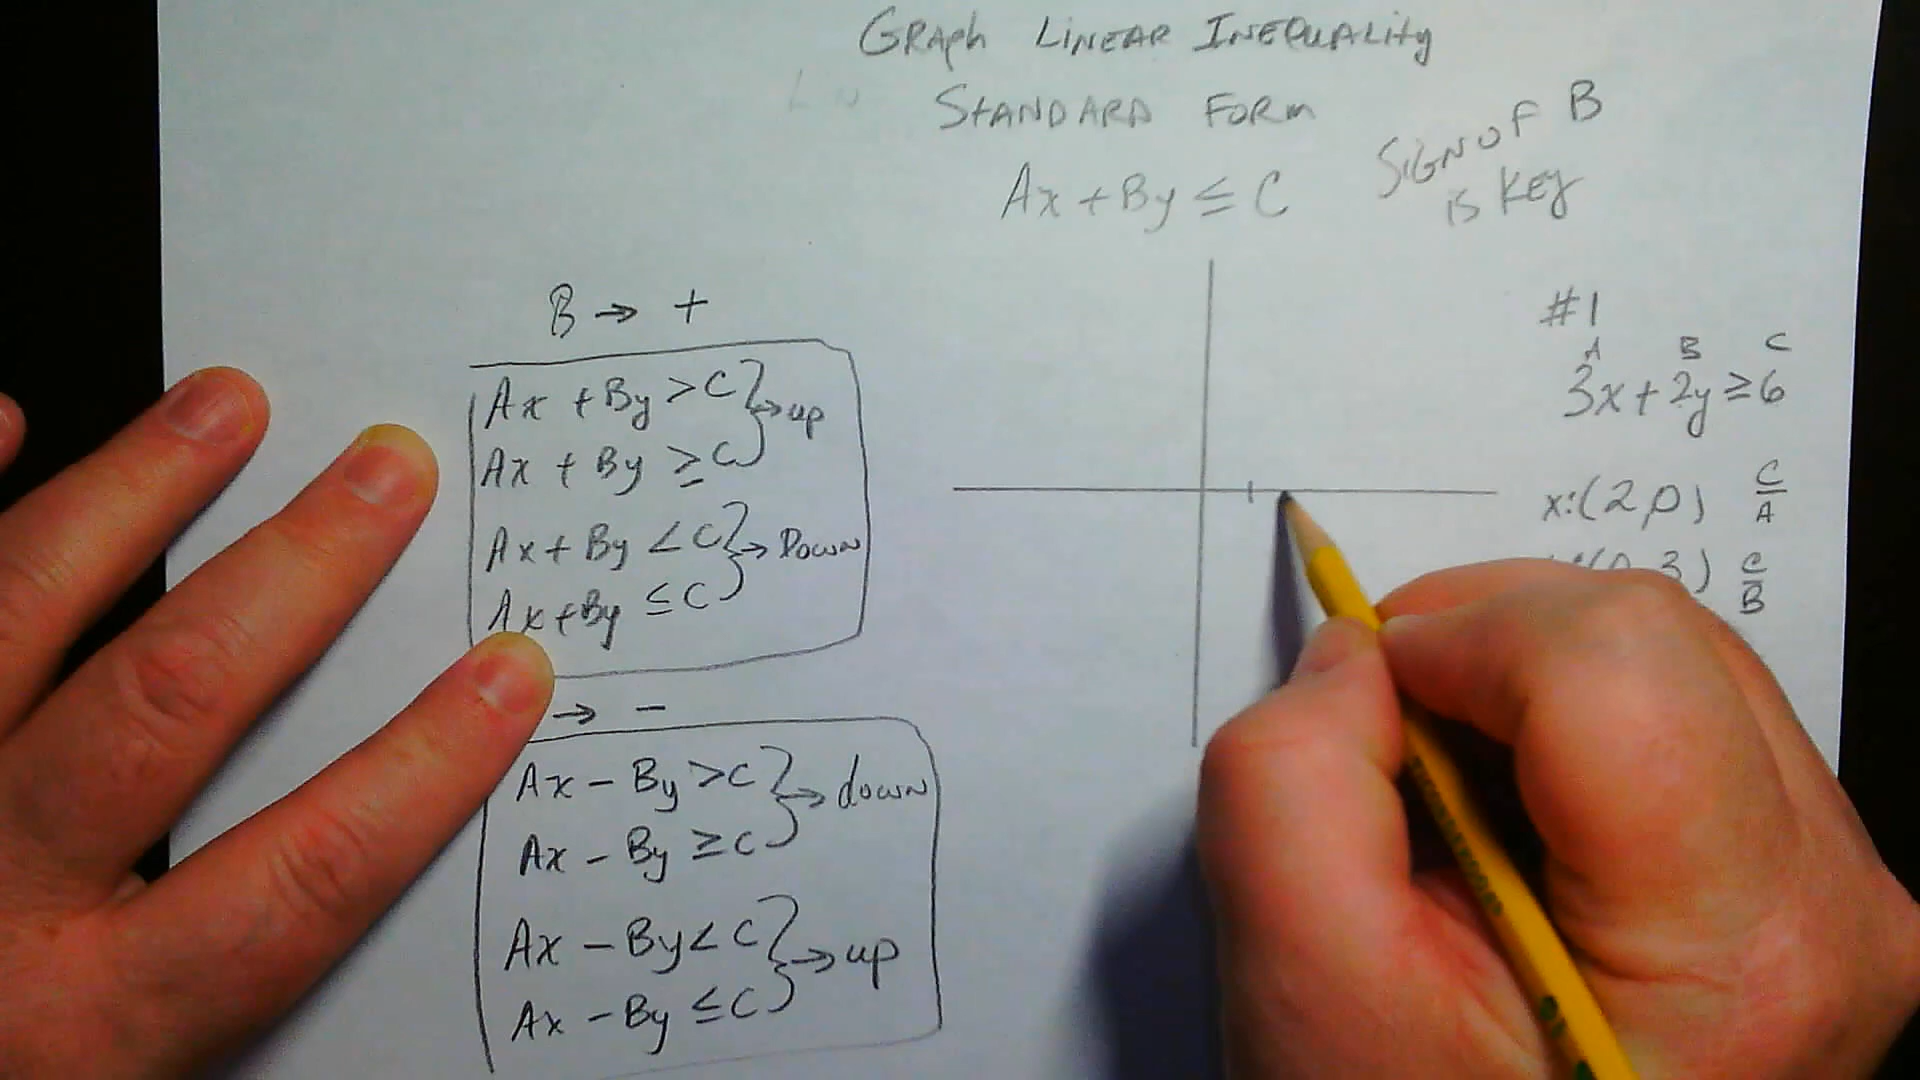 GRAPH LINEAR INEQUALITY
STANDARD FORM
Ax + By ≤ C
SIGN OF B
is KEY
B → +
Ax + By > C
Ax + By ≥ C
→ up
Ax + By < C
Ax + By ≤ C
→ DOWN
→ −
Ax − By > C
Ax − By ≥ C
→ down
Ax − By < C
Ax − By ≤ C
→ up
#1
A B C
3x + 2y ≥ 6
x: (2,0) C/A
3) C/B